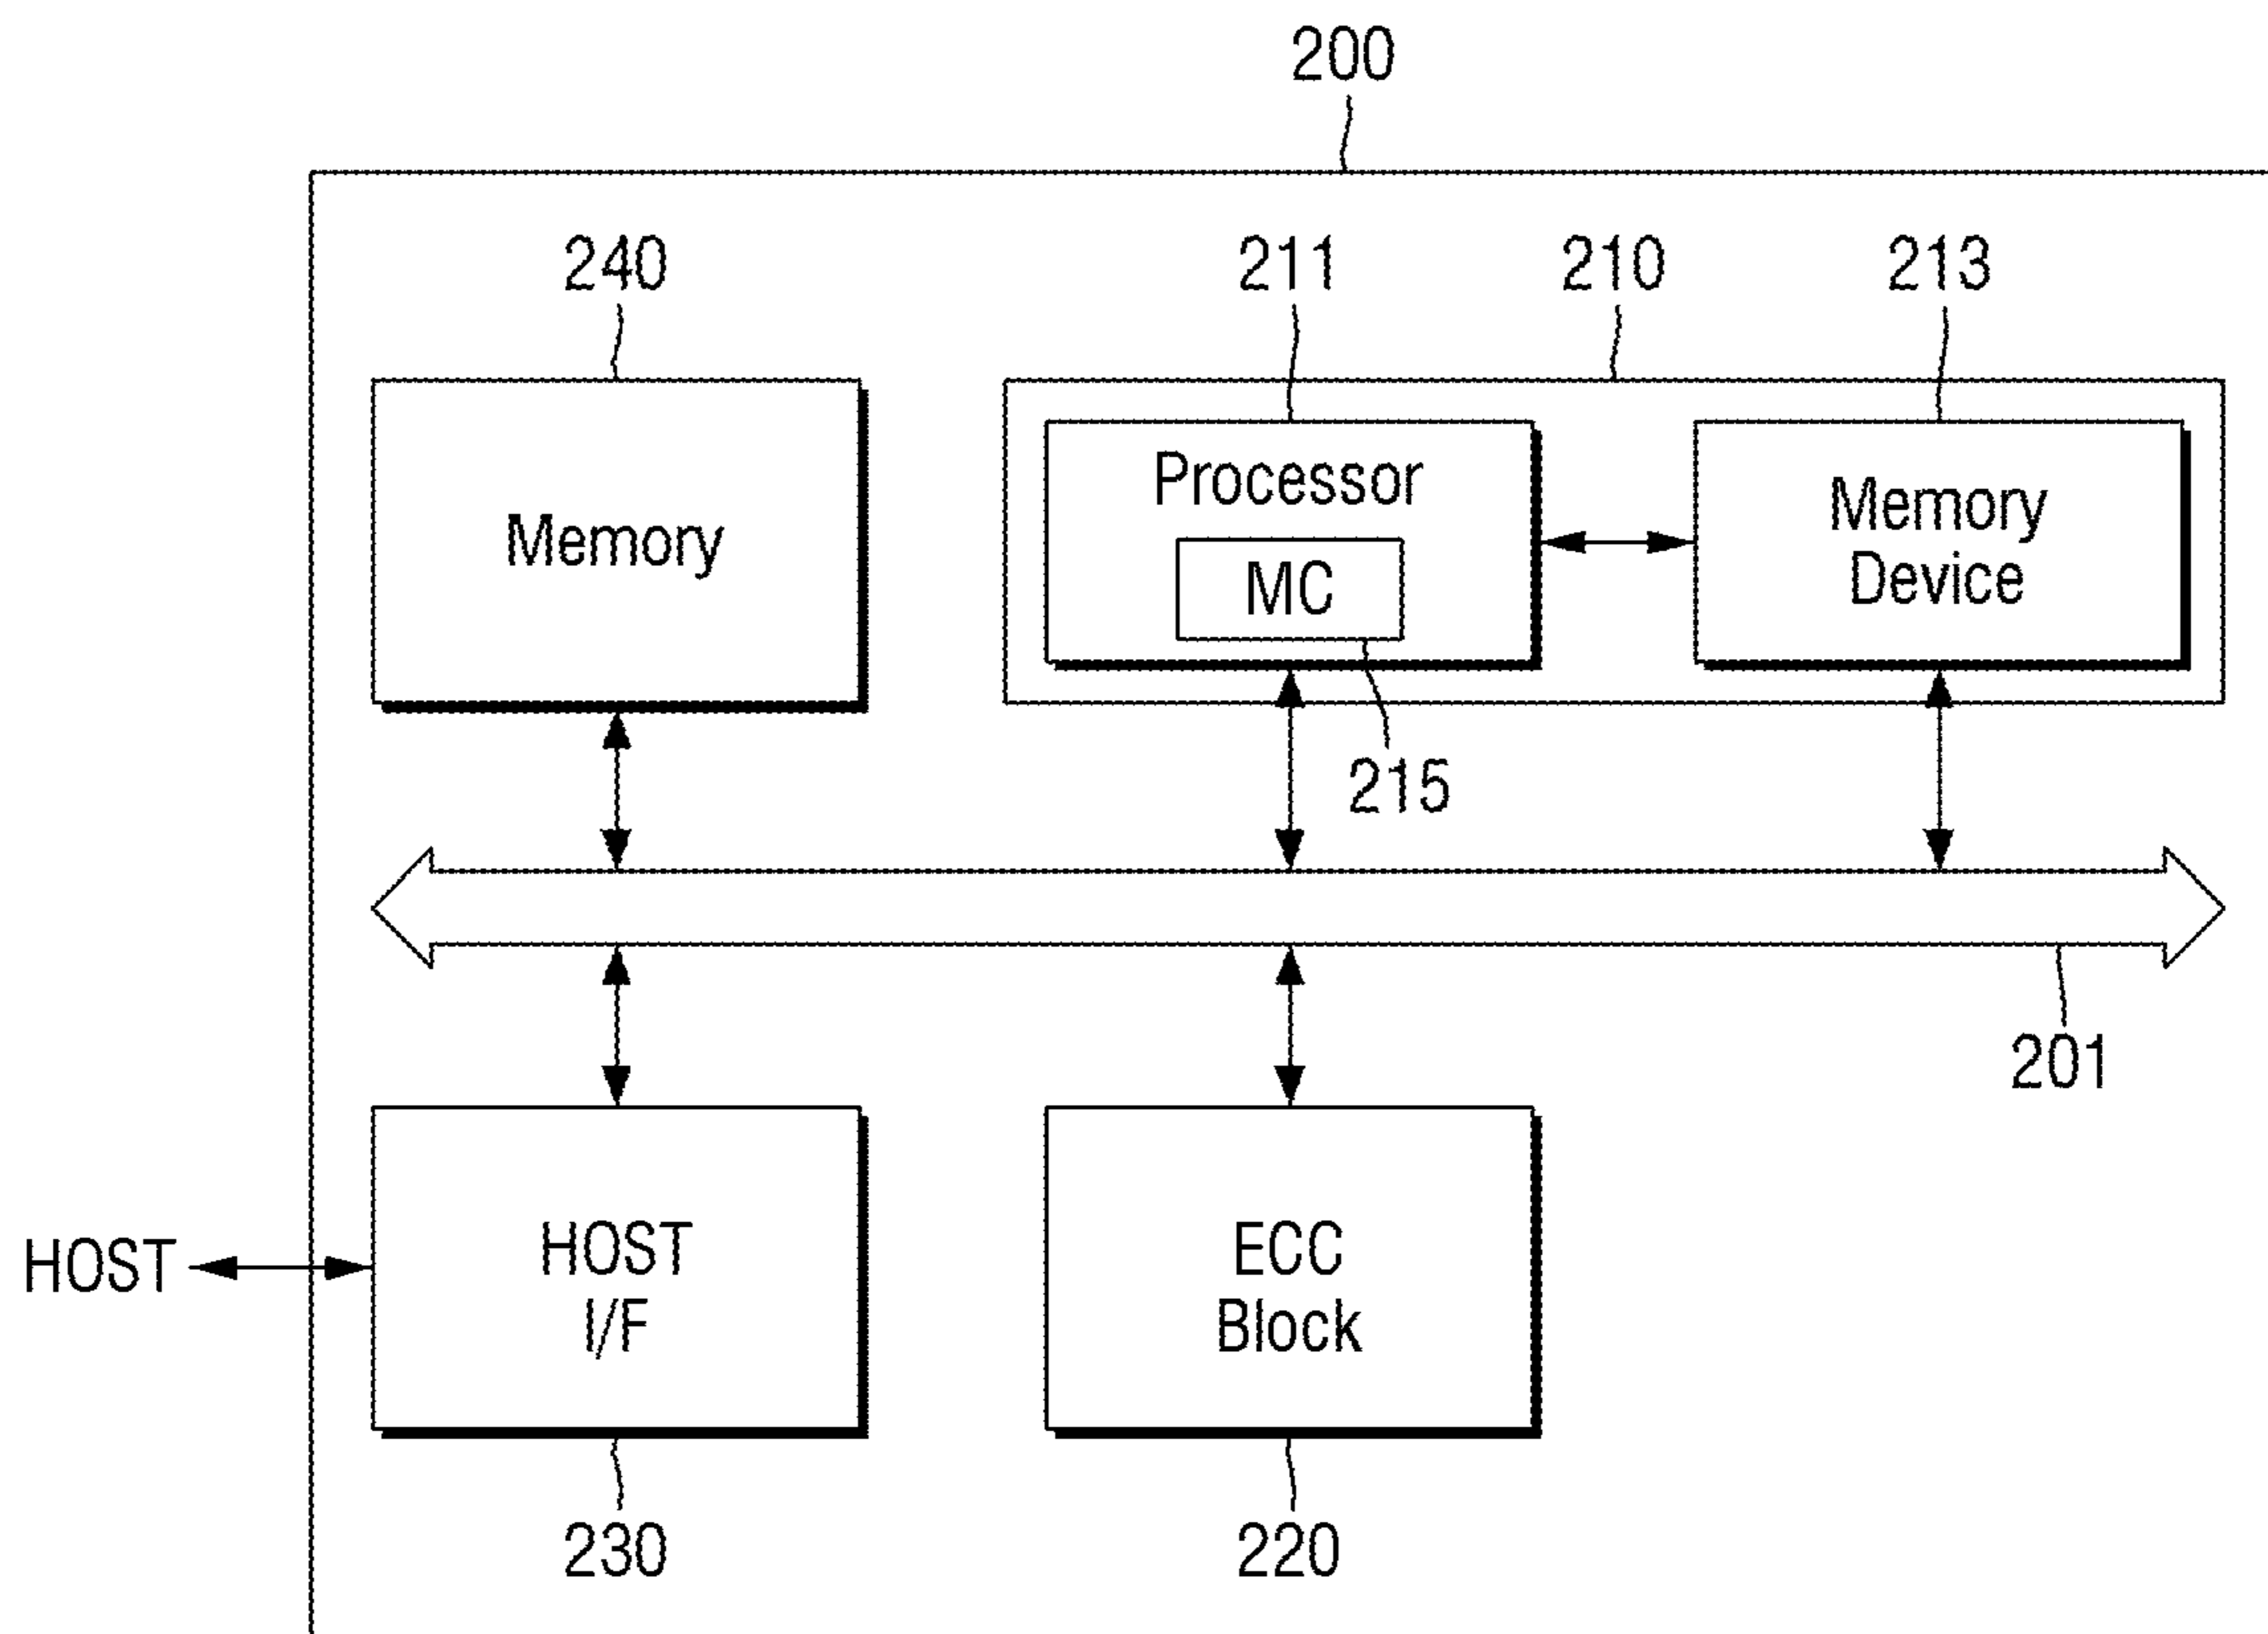 200
240
211
210
213
Memory
Processor
MC
Memory
Device
215
201
HOST
HOST
I/F
ECC
Block
230
220